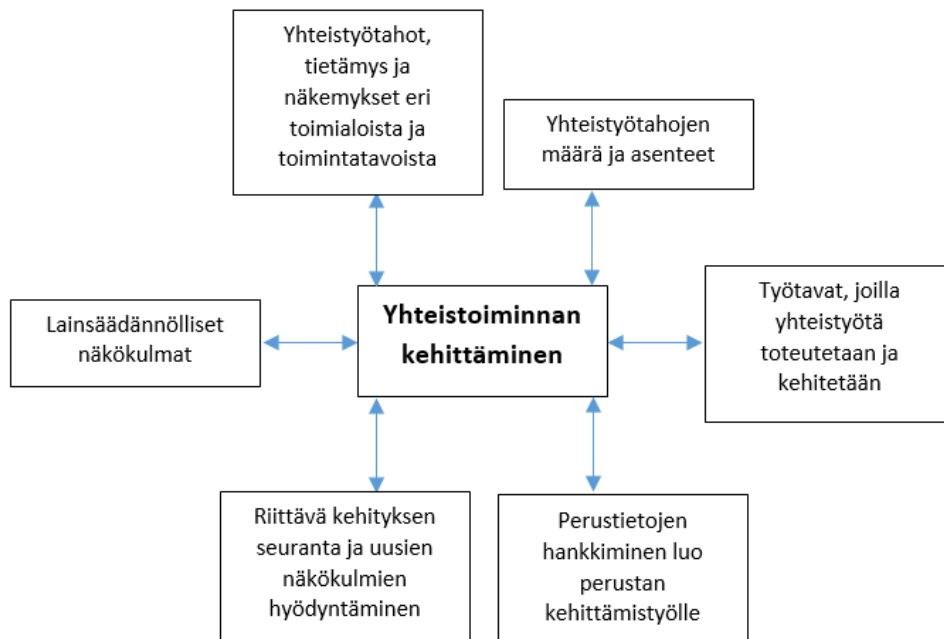 Yhteistyötahot,
tietämys ja
näkemykset eri
toimialoista ja
toimintatavoista
Yhteistyötahojen
määrä ja asenteet
Lainsäädännölliset
näkökulmat
Yhteistoiminnan
kehittäminen
Työtavat, joilla
yhteistyötä
toteutetaan ja
kehitetään
Riittävä kehityksen
seuranta ja uusien
näkökulmien
hyödyntäminen
Perustietojen
hankkiminen luo
perustan
kehittämistyölle